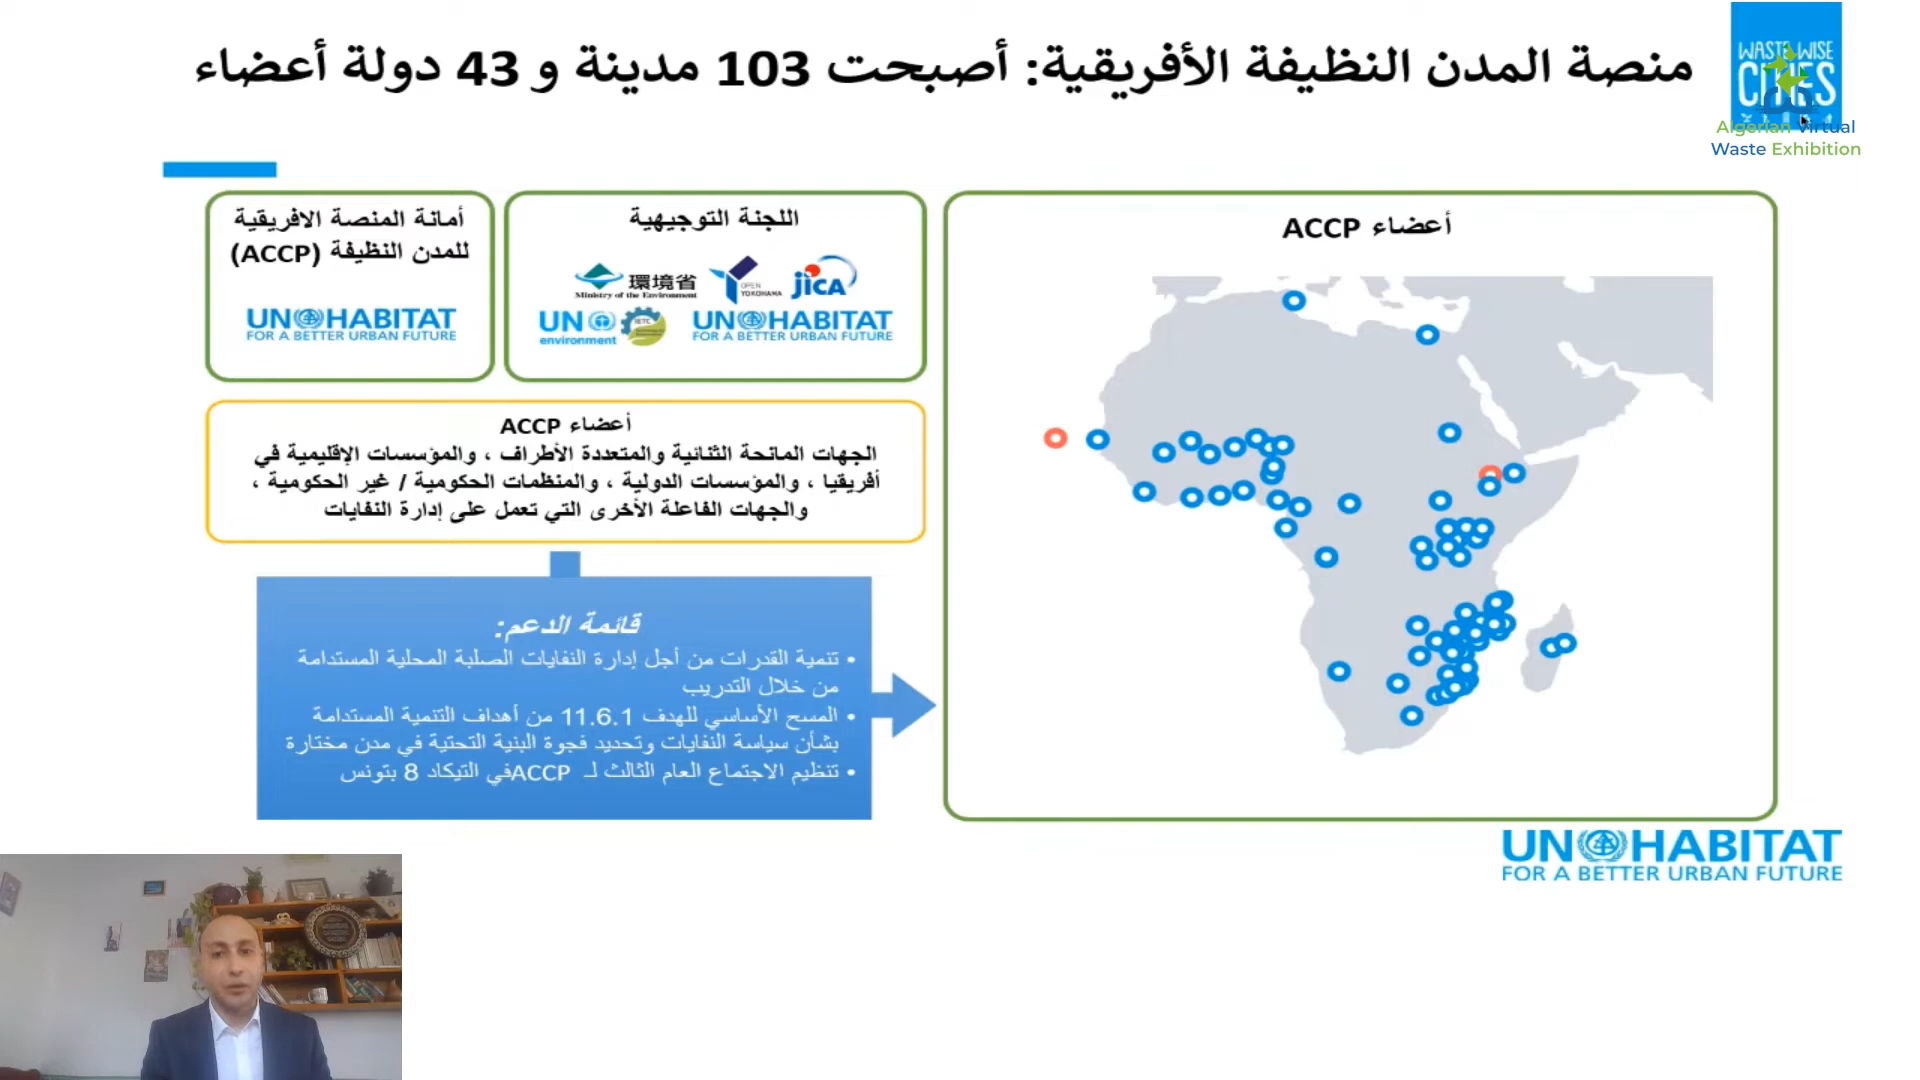 منصة المدن النظيفة الأفريقية: أصبحت 103 مدينة و 43 دولة أعضاء
WASTE WISE
CITIES
Algerian Virtual
Waste Exhibition
أعضاء ACCP
اللجنة التوجيهية
環境省
Ministry of the Environment
OPEN
YOKOHAMA
jICA
UN
environment
IETC
UN HABITAT
FOR A BETTER URBAN FUTURE
أمانة المنصة الافريقية
للمدن النظيفة (ACCP)
UN HABITAT
FOR A BETTER URBAN FUTURE
أعضاء ACCP
الجهات المانحة الثنائية والمتعددة الأطراف ، والمؤسسات الإقليمية في
أفريقيا ، والمؤسسات الدولية ، والمنظمات الحكومية / غير الحكومية ،
والجهات الفاعلة الأخرى التي تعمل على إدارة النفايات
قائمة الدعم:
• تنمية القدرات من أجل إدارة النفايات الصلبة المحلية المستدامة
من خلال التدريب
• المسح الأساسي للهدف 11.6.1 من أهداف التنمية المستدامة
بشأن سياسة النفايات وتحديد فجوة البنية التحتية في مدن مختارة
• تنظيم الاجتماع العام الثالث لـ ACCPفي التيكاد 8 بتونس
UN HABITAT
FOR A BETTER URBAN FUTURE